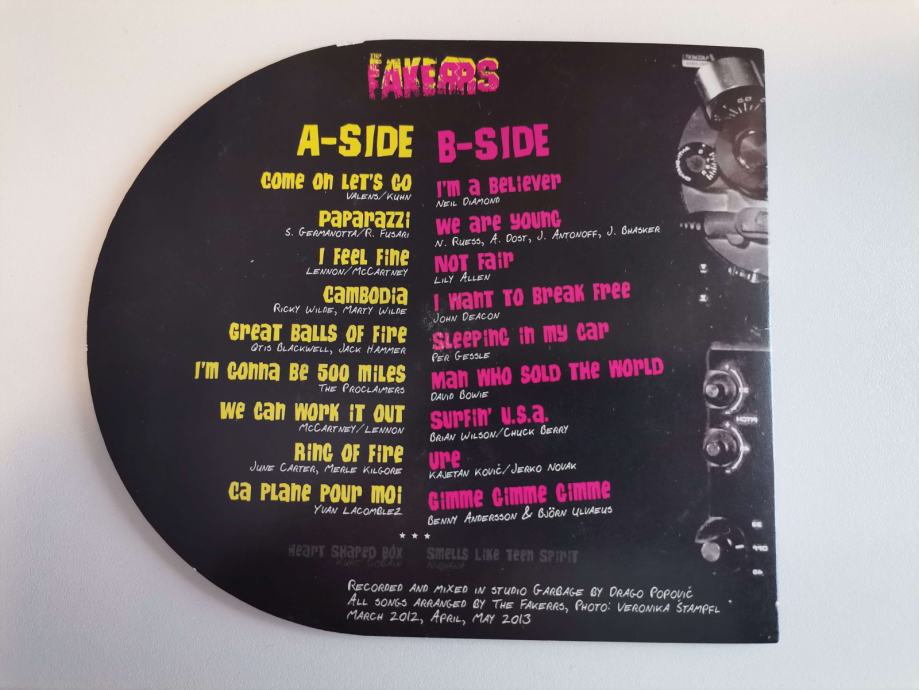 THE FAKERRS
A-SIDE
Come on Let's Go
Valens/Kuhn
Paparazzi
S. Germanotta/R. Fusari
I Feel Fine
Lennon/McCartney
Cambodia
Ricky Wilde, Marty Wilde
Great Balls of Fire
Otis Blackwell, Jack Hammer
I'm Gonna Be 500 Miles
The Proclaimers
We Can Work It Out
McCartney/Lennon
Ring of Fire
June Carter, Merle Kilgore
Ca Plane Pour Moi
Yvan Lacomblez
B-SIDE
I'm a Believer
Neil Diamond
We Are Young
N. Ruess, A. Dost, J. Antonoff, J. Bhasker
Not Fair
Lily Allen
I Want to Break Free
John Deacon
Sleeping in My Car
Per Gessle
Man Who Sold the World
David Bowie
Surfin' U.S.A.
Brian Wilson/Chuck Berry
Ure
Kajetan Kovič/Jerko Novak
Gimme Gimme Gimme
Benny Andersson & Björn Ulvaeus
* * *
Heart Shaped Box
Kurt Cobain
Smells Like Teen Spirit
Nirvana
Recorded and mixed in studio Garbage by Drago Popovič
All songs arranged by The Fakerrs, Photo: Veronika Štampfl
March 2012, April, May 2013